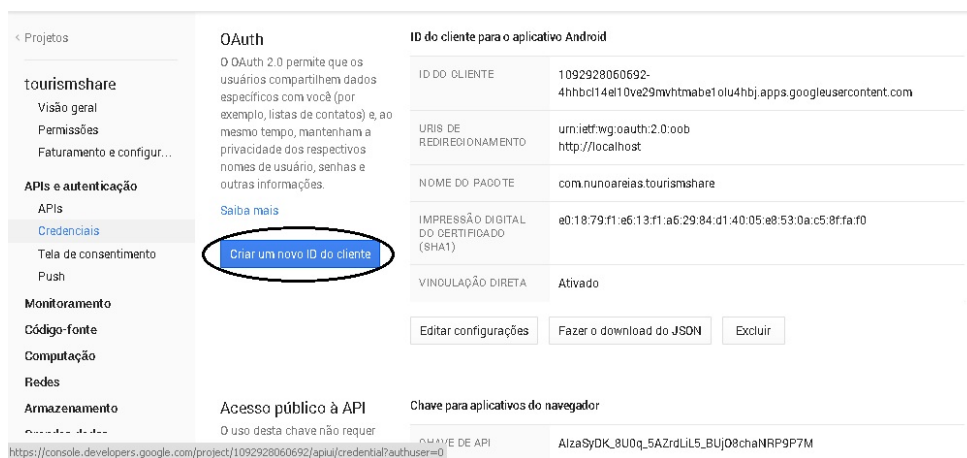 < Projetos
tourismshare
Visão geral
Permissões
Faturamento e configur...
APIs e autenticação
APIs
Credenciais
Tela de consentimento
Push
Monitoramento
Código-fonte
Computação
Redes
Armazenamento
OAuth
O OAuth 2.0 permite que os
usuários compartilhem dados
específicos com você (por
exemplo, listas de contatos) e, ao
mesmo tempo, mantenham a
privacidade dos respectivos
nomes de usuário, senhas e
outras informações.
Saiba mais
Criar um novo ID do cliente
ID do cliente para o aplicativo Android
ID DO CLIENTE
1092928060692-
4hhbcl14el10ve29mvhtmabe1olu4hbj.apps.googleusercontent.com
URIS DE
REDIRECIONAMENTO
urn:ietf:wg:oauth:2.0:oob
http://localhost
NOME DO PACOTE
com.nunoareias.tourismshare
IMPRESSÃO DIGITAL
DO CERTIFICADO
(SHA1)
e0:18:79:f1:e6:13:f1:a6:29:84:d1:40:05:e8:53:0a:c5:8f:fa:f0
VINCULAÇÃO DIRETA
Ativado
Editar configurações
Fazer o download do JSON
Excluir
Acesso público à API
O uso desta chave não requer
Chave para aplicativos do navegador
CHAVE DE API
AIzaSyDK_8U0q_5AZrdLiL5_BUjO8chaNRP9P7M
https://console.developers.google.com/project/1092928060692/apiui/credential?authuser=0